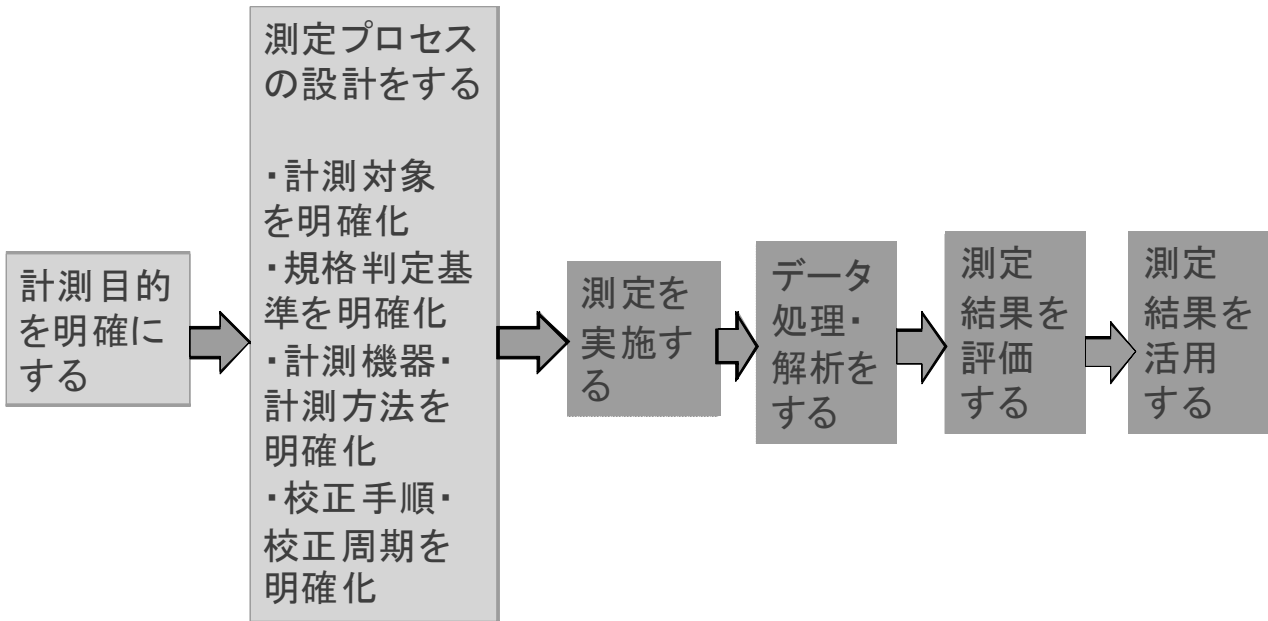 計測目的
を明確に
する
測定プロセス
の設計をする
・計測対象
を明確化
・規格判定基
準を明確化
・計測機器・
計測方法を
明確化
・校正手順・
校正周期を
明確化
測定を
実施す
る
データ
処理・
解析を
する
測定
結果を
評価
する
測定
結果を
活用
する